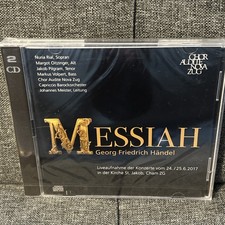 2 CD
Nuria Rial, Sopran
Margot Oitzinger, Alt
Jakob Pilgram, Tenor
Markus Volpert, Bass
Chor Audite Nova Zug
Capriccio Barockorchester
Johannes Meister, Leitung
CHOR
AUDITE
NOVA
ZUG
MESSIAH
Georg Friedrich Händel
Liveaufnahme der Konzerte vom 24./25.6.2017
in der Kirche St. Jakob, Cham ZG